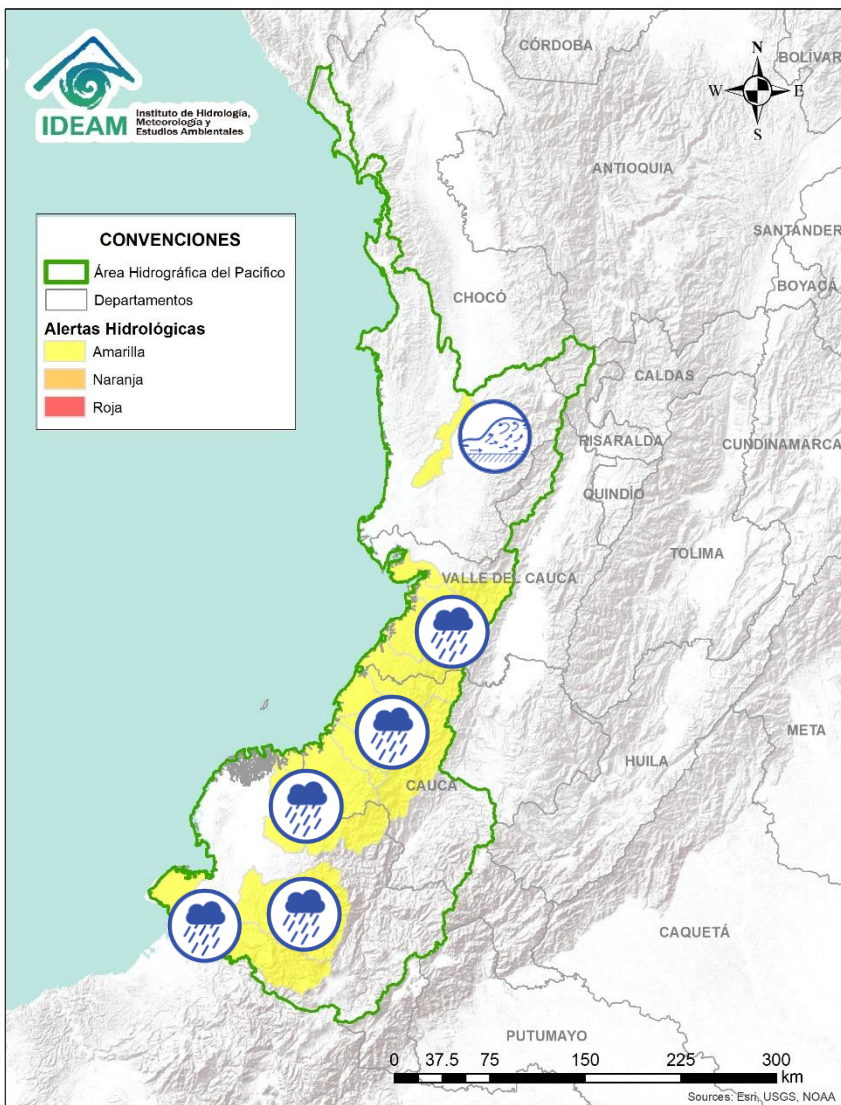 IDEAM
Instituto de Hidrología,
Meteorología y
Estudios Ambientales
CÓRDOBA
BOLÍVAR
N
W
E
S
ANTIOQUIA
SANTANDER
BOYACÁ
CONVENCIONES
Área Hidrográfica del Pacifico
Departamentos
Alertas Hidrológicas
Amarilla
Naranja
Roja
CHOCÓ
CALDAS
RISARALDA
CUNDINAMARCA
QUINDÍO
TOLIMA
VALLE DEL CAUCA
META
HUILA
CAUCA
CAQUETÁ
PUTUMAYO
0 37.5 75 150 225 300
km
Sources: Esri, USGS, NOAA